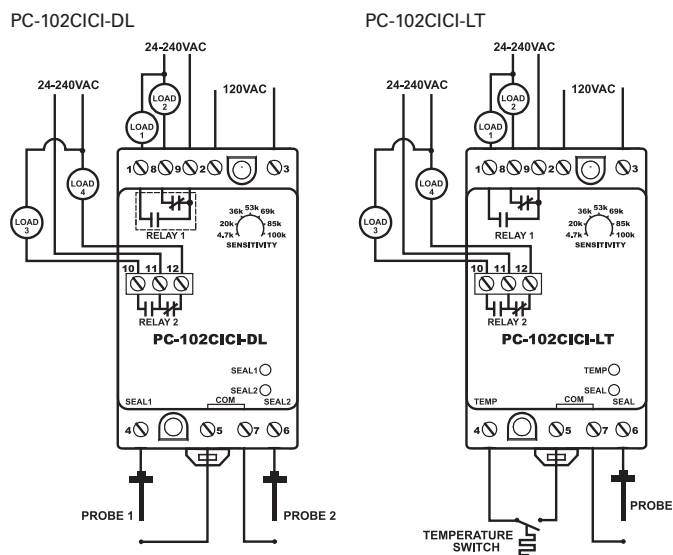 PC-102CICI-DL
24-240VAC
24-240VAC
120VAC
LOAD 2
LOAD 1
LOAD 4
LOAD 3
1 8 9 2 3
RELAY 1
36k 53k 69k
20k 85k
4.7k 100k
SENSITIVITY
10 11 12
RELAY 2
PC-102CICI-DL
SEAL1
SEAL2
SEAL1 COM SEAL2
4 5 7 6
PROBE 1
PROBE 2
PC-102CICI-LT
24-240VAC
24-240VAC
120VAC
LOAD 2
LOAD 1
LOAD 4
LOAD 3
1 8 9 2 3
RELAY 1
36k 53k 69k
20k 85k
4.7k 100k
SENSITIVITY
10 11 12
RELAY 2
PC-102CICI-LT
TEMP
SEAL
TEMP COM SEAL
4 5 7 6
PROBE
TEMPERATURE
SWITCH